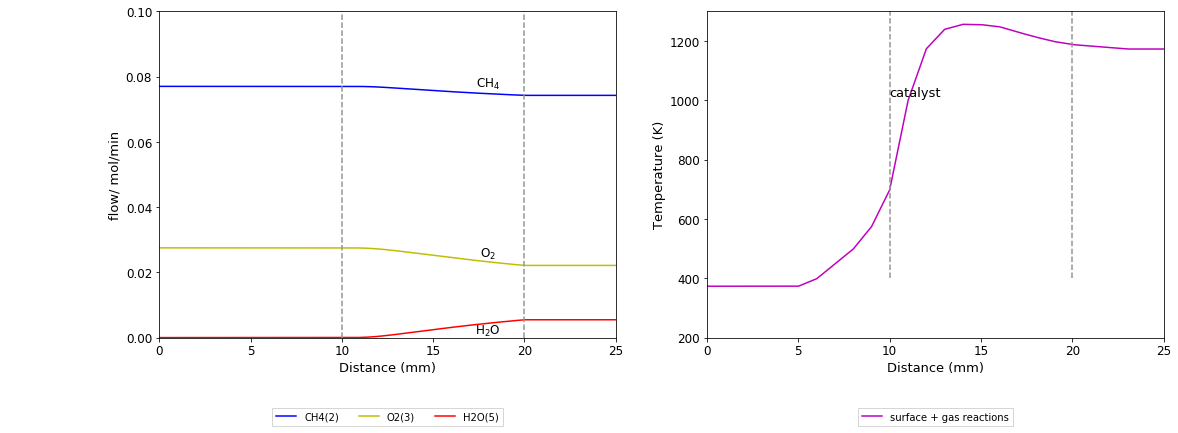 0.10
0.08
0.06
0.04
0.02
0.00
flow/ mol/min
CH₄
O₂
H₂O
0 5 10 15 20 25
Distance (mm)
CH4(2) O2(3) H2O(5)
1200
1000
800
600
400
200
Temperature (K)
catalyst
0 5 10 15 20 25
Distance (mm)
surface + gas reactions